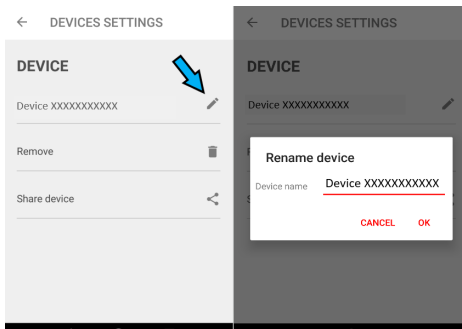 DEVICES SETTINGS
DEVICE
Device XXXXXXXXXXX
Remove
Share device
DEVICES SETTINGS
DEVICE
Device XXXXXXXXXXX
Rename device
Device name Device XXXXXXXXXXX
CANCEL OK